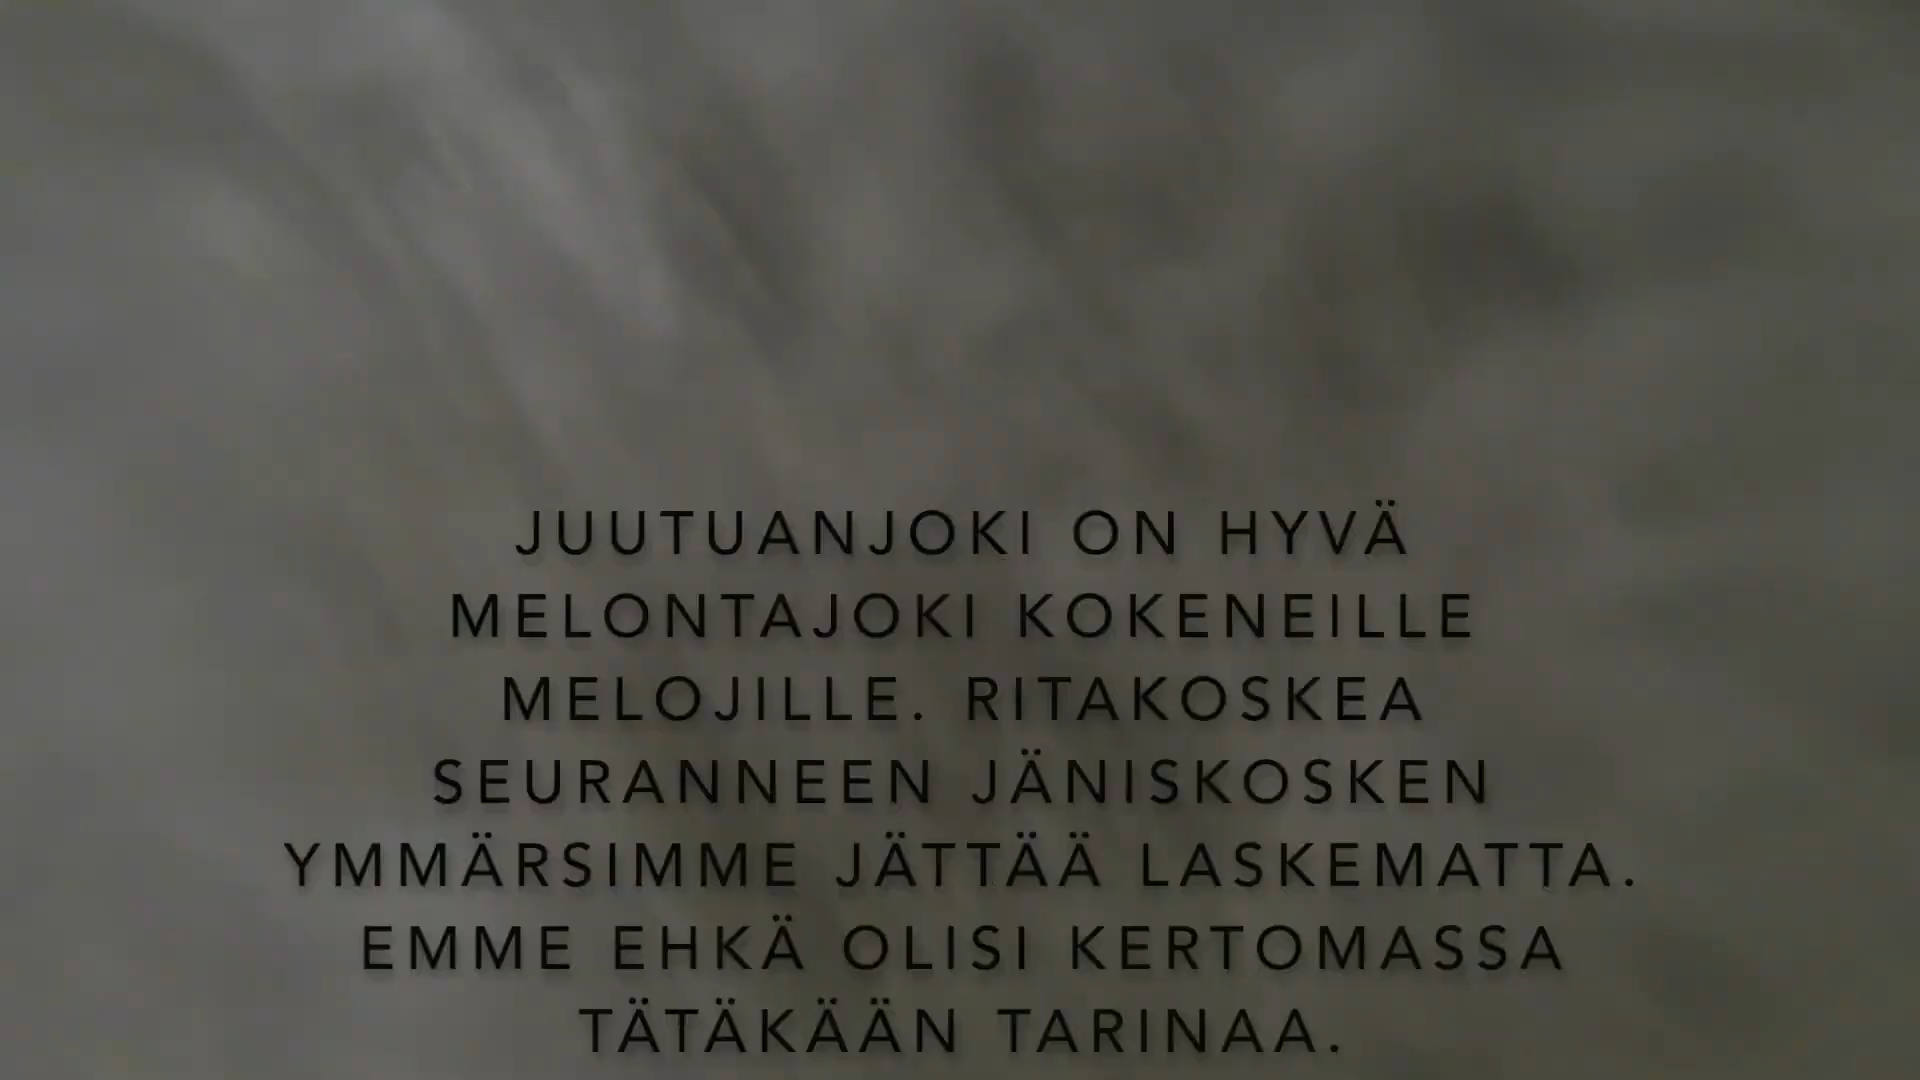 JUUTUANJOKI ON HYVÄ
MELONTAJOKI KOKENEILLE
MELOJILLE. RITAKOSKEA
SEURANNEEN JÄNISKOSKEN
YMMÄRSIMME JÄTTÄÄ LASKEMATTA.
EMME EHKÄ OLISI KERTOMASSA
TÄTÄKÄÄN TARINAA.